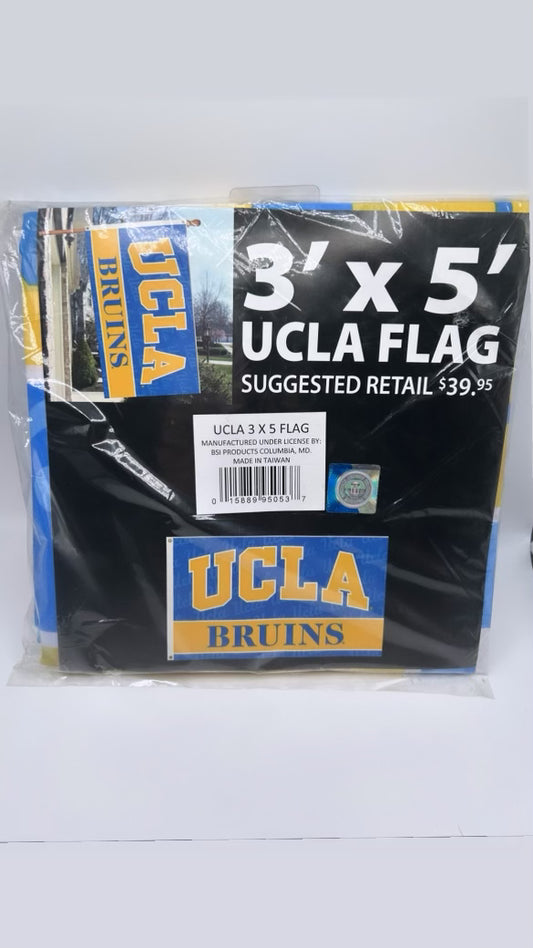 UCLA
BRUINS
3' x 5'
UCLA FLAG
SUGGESTED RETAIL $39.95
UCLA 3 X 5 FLAG
MANUFACTURED UNDER LICENSE BY:
BSI PRODUCTS COLUMBIA, MD.
MADE IN TAIWAN
0 15889 95053 7
UCLA
BRUINS